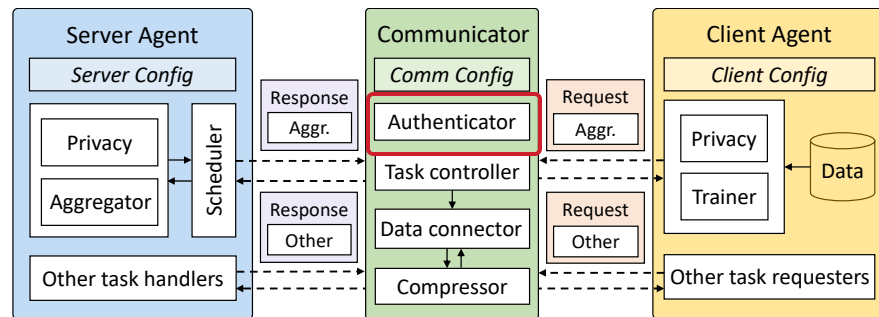 Server Agent
Server Config
Privacy
Aggregator
Scheduler
Other task handlers
Response
Aggr.
Response
Other
Communicator
Comm Config
Authenticator
Task controller
Data connector
Compressor
Request
Aggr.
Request
Other
Client Agent
Client Config
Privacy
Trainer
Data
Other task requesters